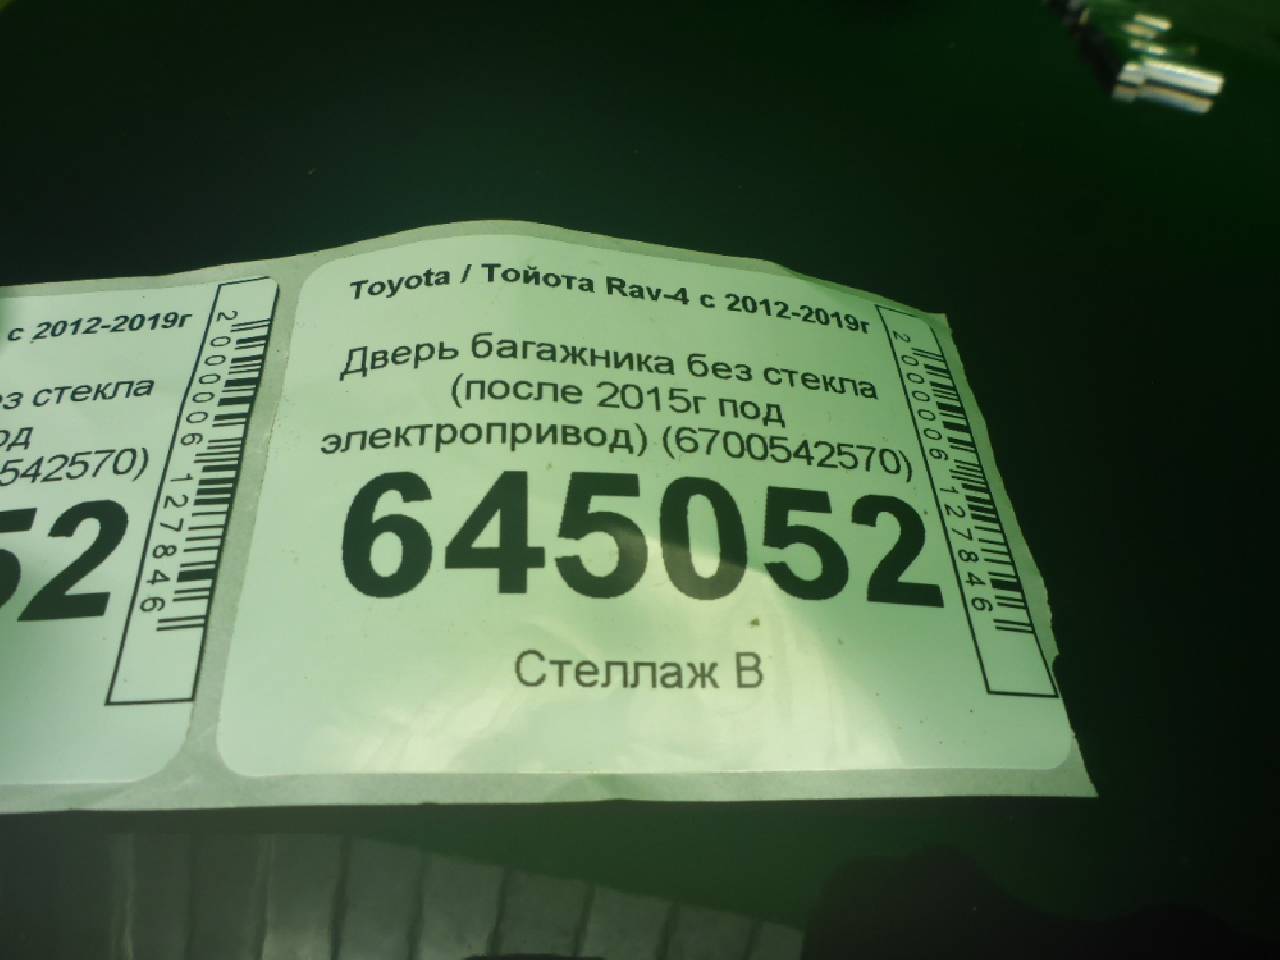 с 2012-2019г
стекла
542570)
52
2000006127846
Toyota / Тойота Rav-4 с 2012-2019г
Дверь багажника без стекла
(после 2015г под
электропривод) (6700542570)
645052
Стеллаж В
2000006127846